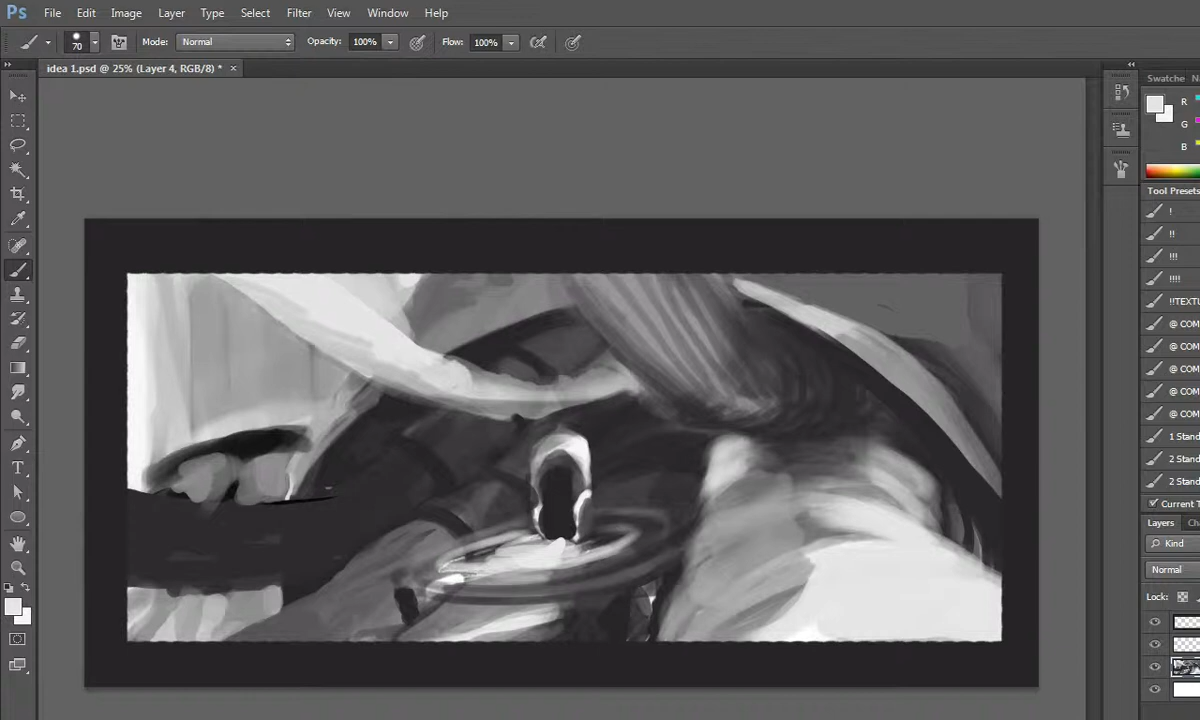 Ps File Edit Image Layer Type Select Filter View Window Help
70 Mode: Normal Opacity: 100% Flow: 100%
idea 1.psd @ 25% (Layer 4, RGB/8) * ×
Swatche
R
G
B
Tool Presets
!
!!
!!!
!!!!
!!TEXTU
@ COM
@ COM
@ COM
@ COM
@ COM
1 Stand
2 Stand
2 Stand
Current T
Layers Ch
Kind
Normal
Lock: